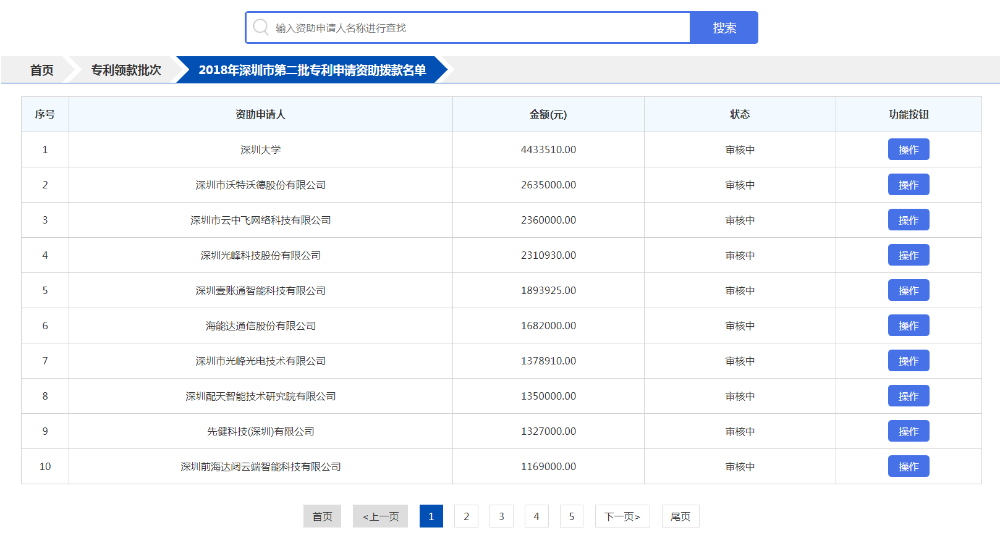 输入资助申请人名称进行查找 搜索
首页 专利领款批次 2018年深圳市第二批专利申请资助拨款名单
序号 资助申请人 金额(元) 状态 功能按钮
1 深圳大学 4433510.00 审核中 操作
2 深圳市沃特沃德股份有限公司 2635000.00 审核中 操作
3 深圳市云中飞网络科技有限公司 2360000.00 审核中 操作
4 深圳光峰科技股份有限公司 2310930.00 审核中 操作
5 深圳壹账通智能科技有限公司 1893925.00 审核中 操作
6 海能达通信股份有限公司 1682000.00 审核中 操作
7 深圳市光峰光电技术有限公司 1378910.00 审核中 操作
8 深圳配天智能技术研究院有限公司 1350000.00 审核中 操作
9 先健科技(深圳)有限公司 1327000.00 审核中 操作
10 深圳前海达闼云端智能科技有限公司 1169000.00 审核中 操作
首页 <上一页 1 2 3 4 5 下一页> 尾页